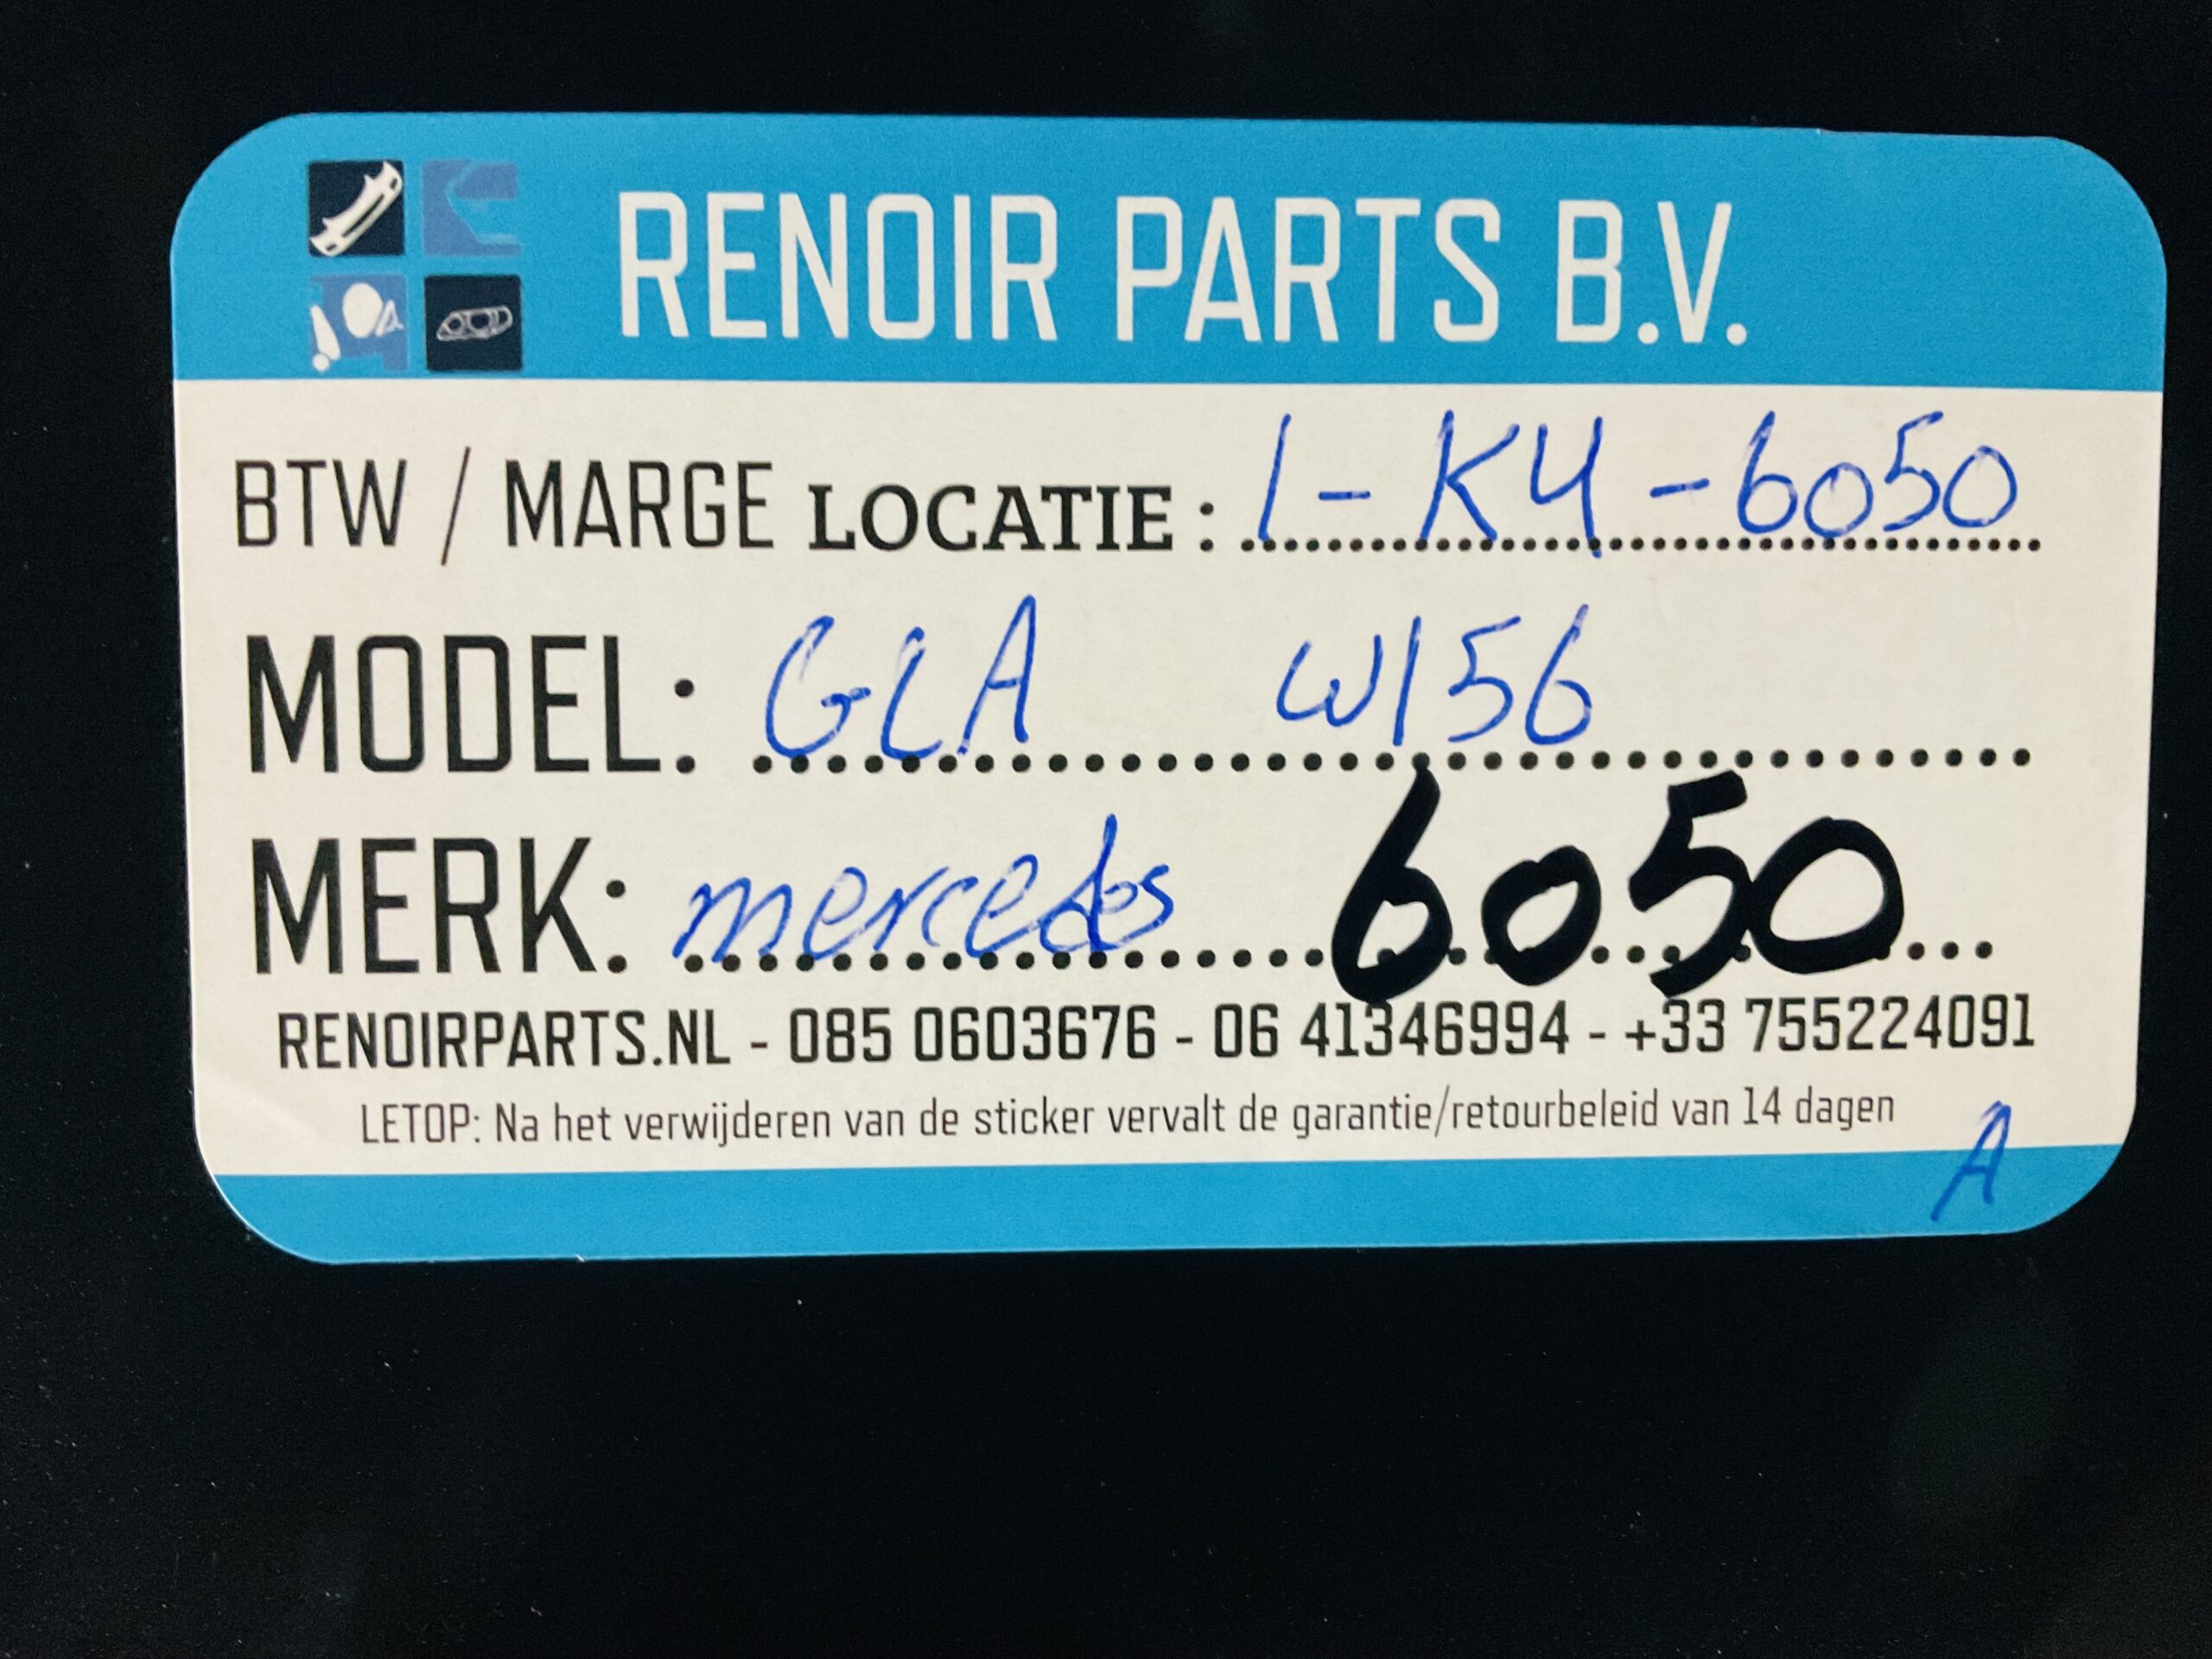 RENOIR PARTS B.V.
BTW / MARGE LOCATIE : 1-K4-6050
MODEL: GLA W156
MERK: mercedes 6050
RENOIRPARTS.NL - 085 0603676 - 06 41346994 - +33 755224091
LETOP: Na het verwijderen van de sticker vervalt de garantie/retourbeleid van 14 dagen
A